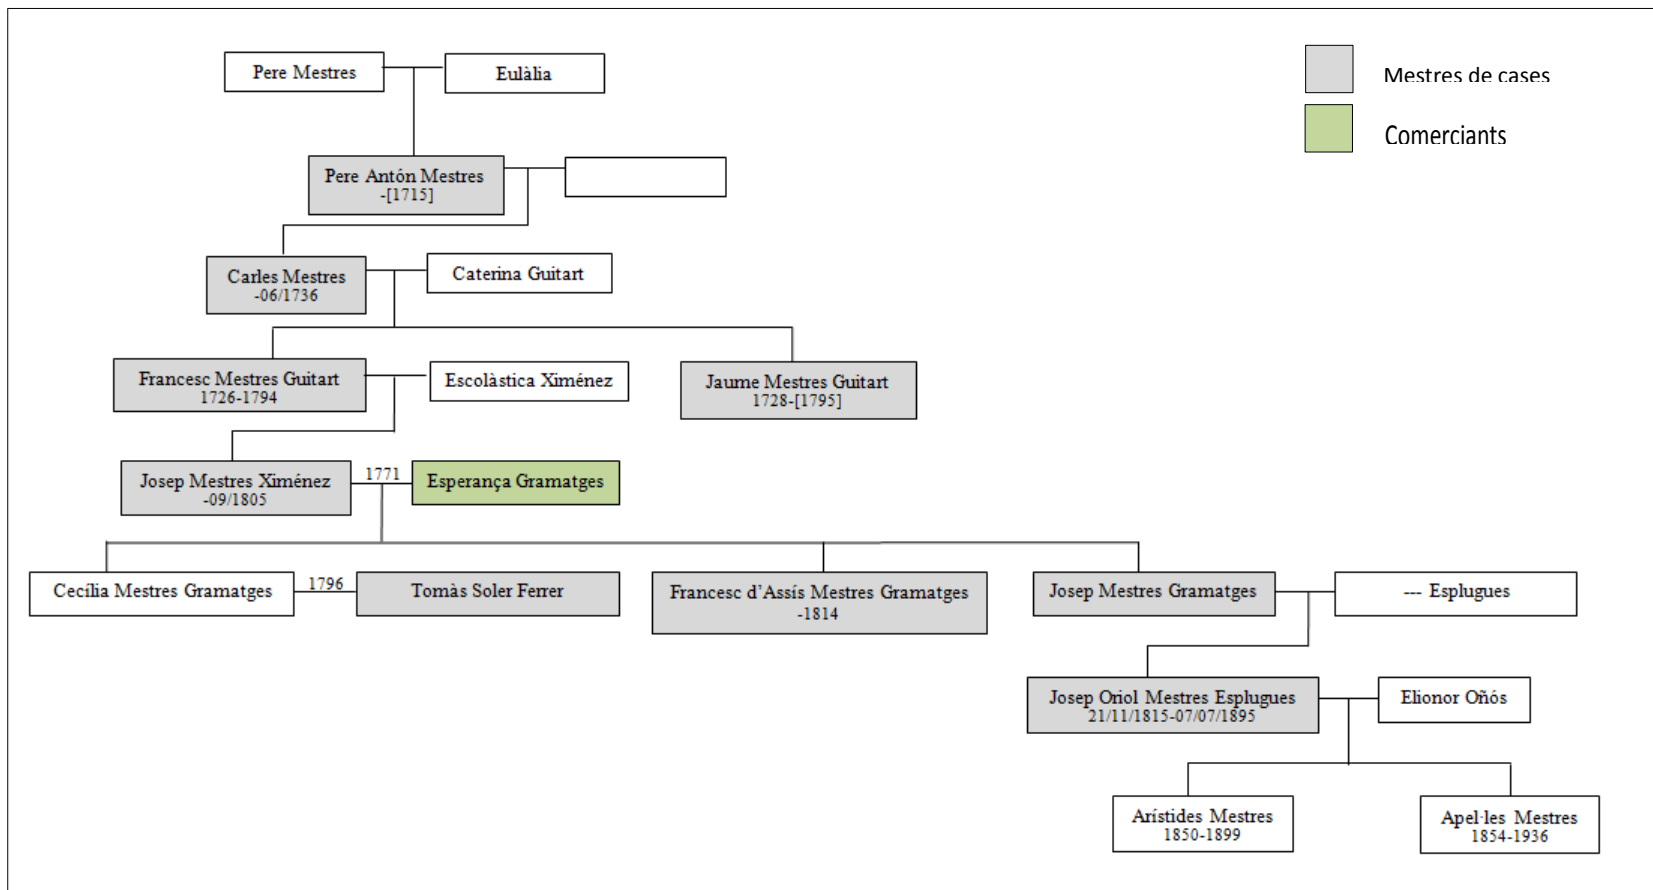 Pere Mestres
Eulàlia
Mestres de cases
Comerciants
Pere Antón Mestres
-[1715]
Carles Mestres
-06/1736
Caterina Guitart
Francesc Mestres Guitart
1726-1794
Escolàstica Ximénez
Jaume Mestres Guitart
1728-[1795]
Josep Mestres Ximénez
-09/1805
1771
Esperança Gramatges
Cecília Mestres Gramatges
1796
Tomàs Soler Ferrer
Francesc d'Assís Mestres Gramatges
-1814
Josep Mestres Gramatges
--- Esplugues
Josep Oriol Mestres Esplugues
21/11/1815-07/07/1895
Elionor Oñós
Arístides Mestres
1850-1899
Apel·les Mestres
1854-1936